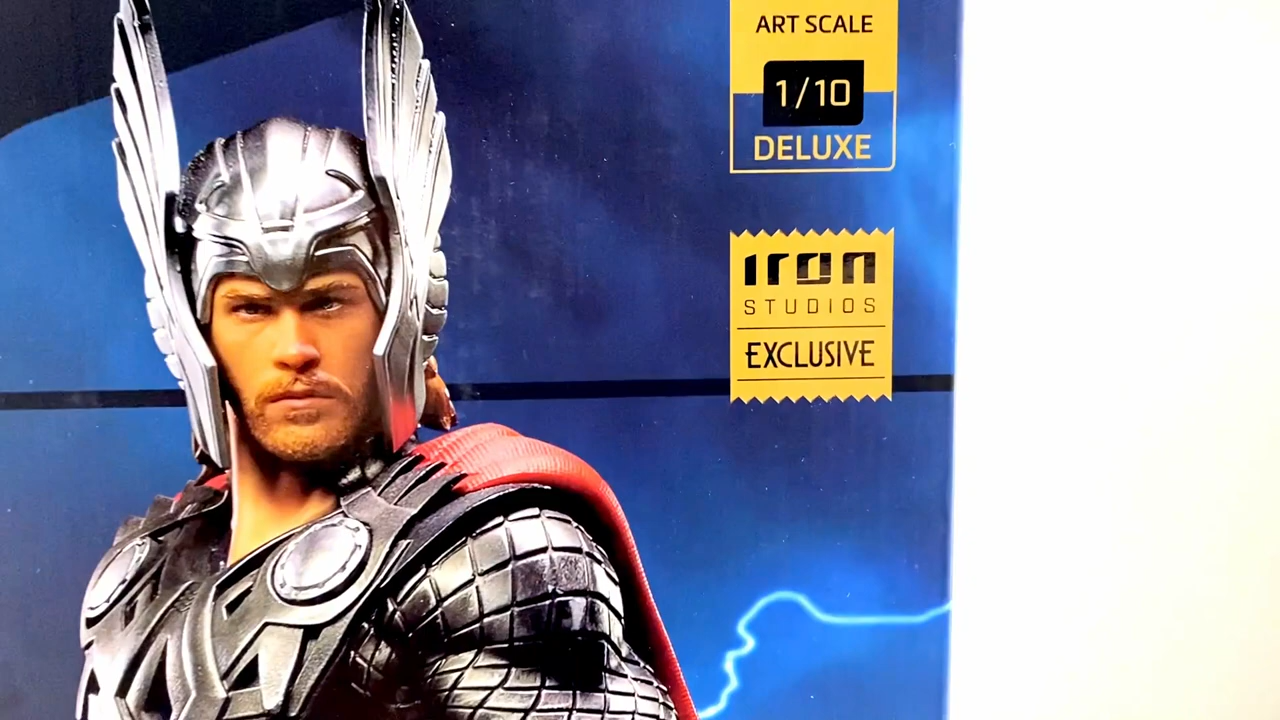 ART SCALE
1/10
DELUXE
IRON
STUDIOS
EXCLUSIVE